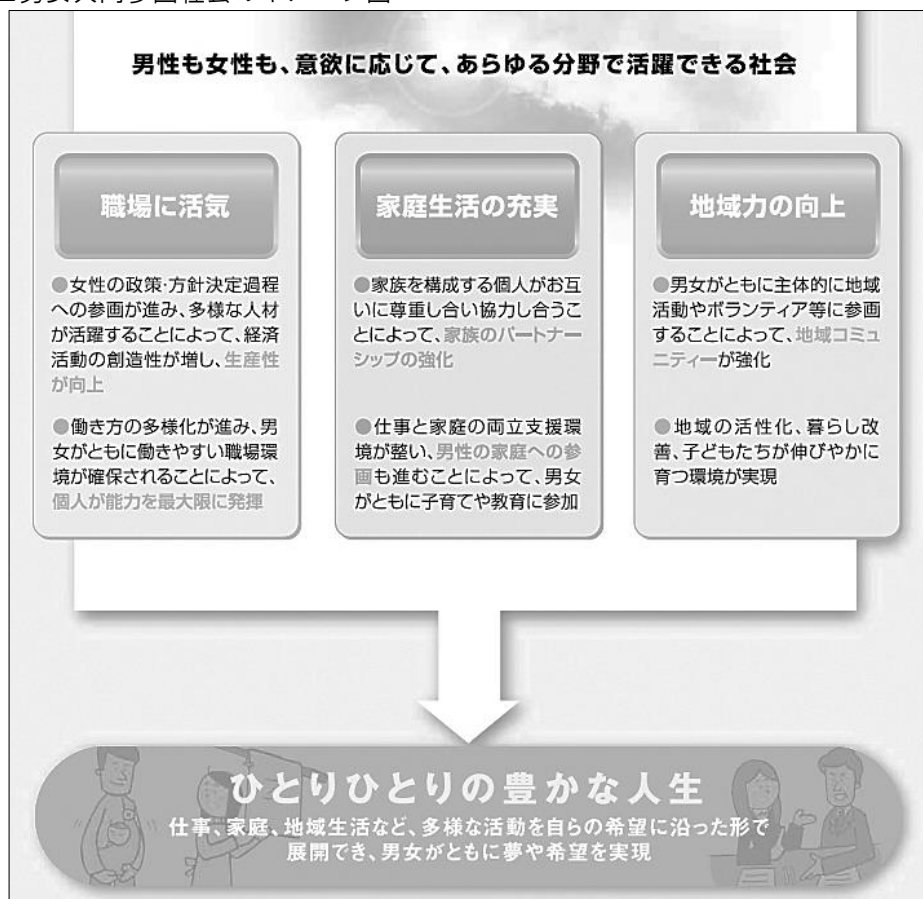 男性も女性も、意欲に応じて、あらゆる分野で活躍できる社会
職場に活気
●女性の政策・方針決定過程
への参画が進み、多様な人材
が活躍することによって、経済
活動の創造性が増し、生産性
が向上
●働き方の多様化が進み、男
女がともに働きやすい職場環
境が確保されることによって、
個人が能力を最大限に発揮
家庭生活の充実
●家族を構成する個人がお互
いに尊重し合い協力し合うこ
とによって、家族のパートナー
シップの強化
●仕事と家庭の両立支援環
境が整い、男性の家庭への参
画も進むことによって、男女
がともに子育てや教育に参加
地域力の向上
●男女がともに主体的に地域
活動やボランティア等に参画
することによって、地域コミュ
ニティーが強化
●地域の活性化、暮らし改
善、子どもたちが伸びやかに
育つ環境が実現
ひとりひとりの豊かな人生
仕事、家庭、地域生活など、多様な活動を自らの希望に沿った形で
展開でき、男女がともに夢や希望を実現